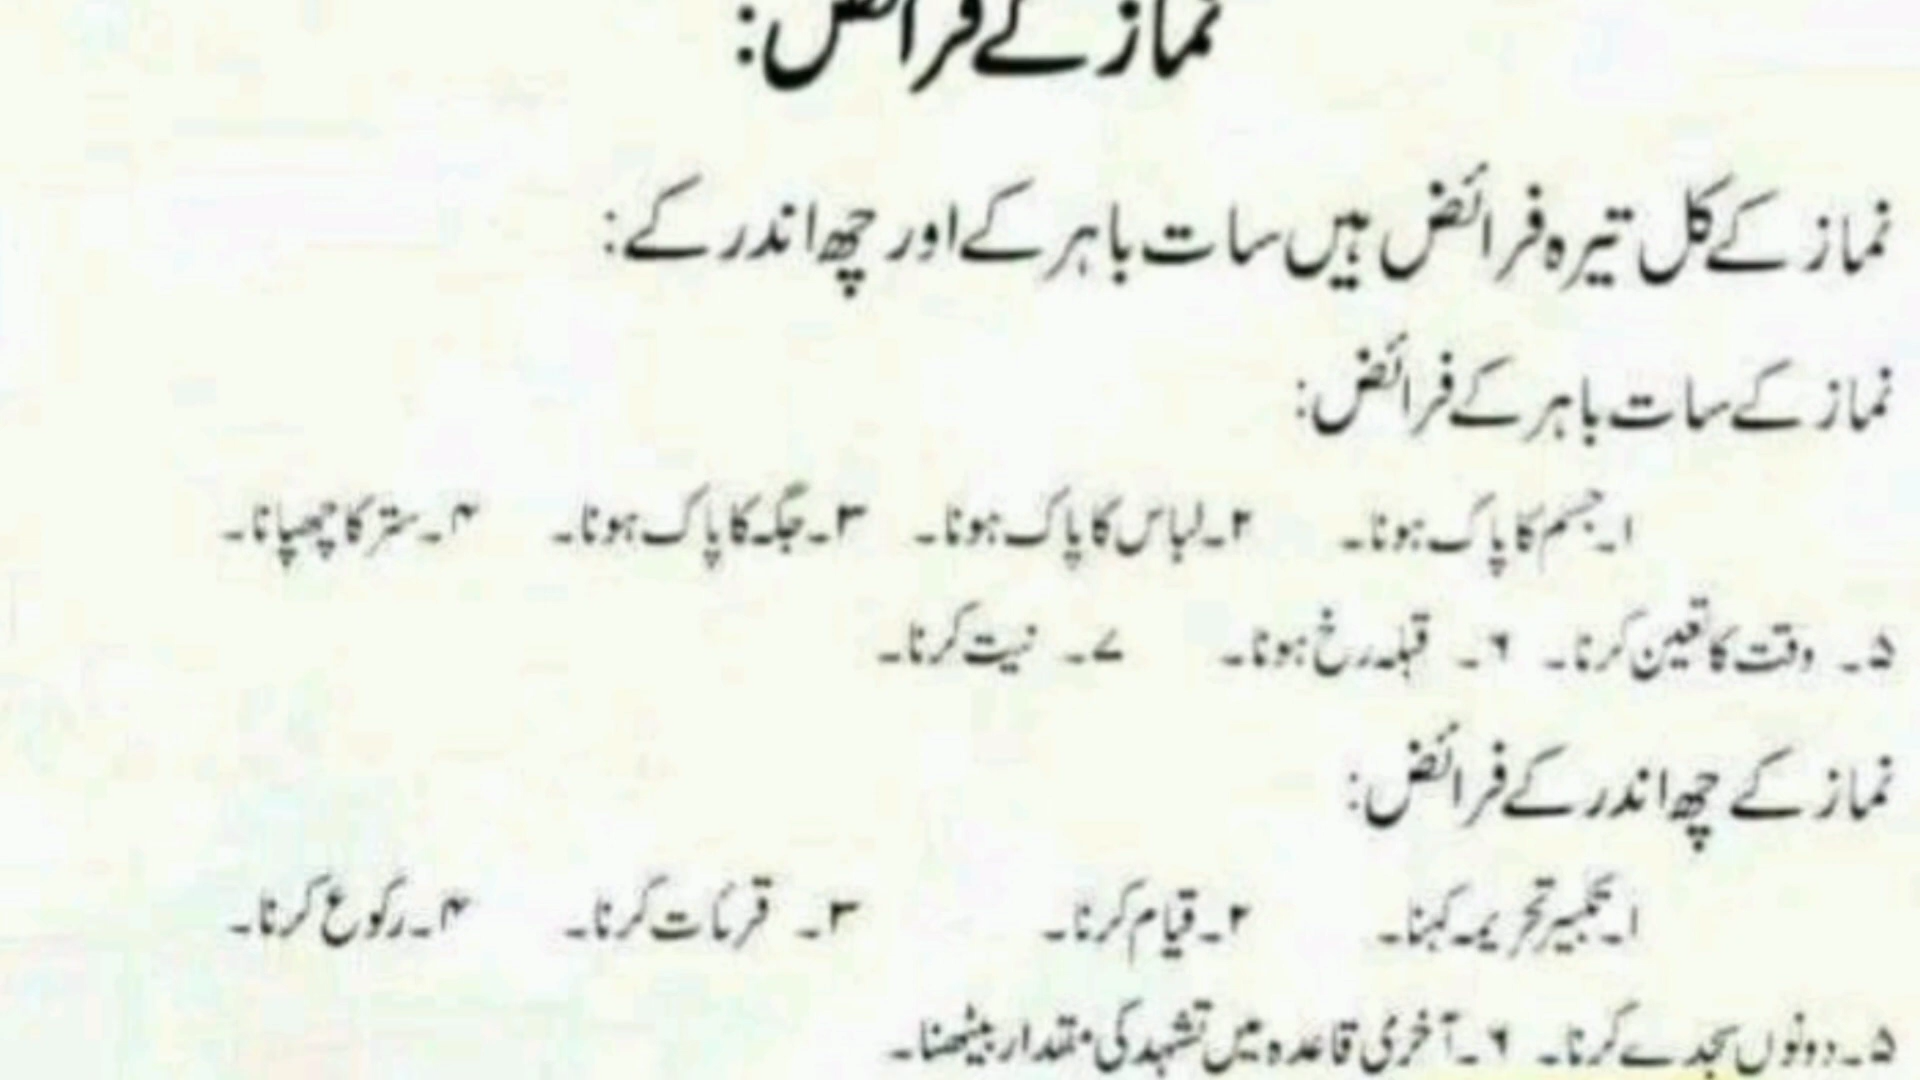 نماز کے فرائض:
نماز کے کل تیرہ فرائض ہیں سات باہر کے اور چھ اندر کے:
نماز کے سات باہر کے فرائض:
۱۔ جسم کا پاک ہونا۔ ۲۔ لباس کا پاک ہونا۔ ۳۔ جگہ کا پاک ہونا۔ ۴۔ ستر کا چھپانا۔
۵۔ وقت کا تعین کرنا۔ ۶۔ قبلہ رخ ہونا۔ ۷۔ نیت کرنا۔
نماز کے چھ اندر کے فرائض:
۱۔ تکبیر تحریمہ کہنا۔ ۲۔ قیام کرنا۔ ۳۔ قرئات کرنا۔ ۴۔ رکوع کرنا۔
۵۔ دونوں سجدے کرنا۔ ۶۔ آخری قاعدہ میں تشہد کی مقدار بیٹھنا۔